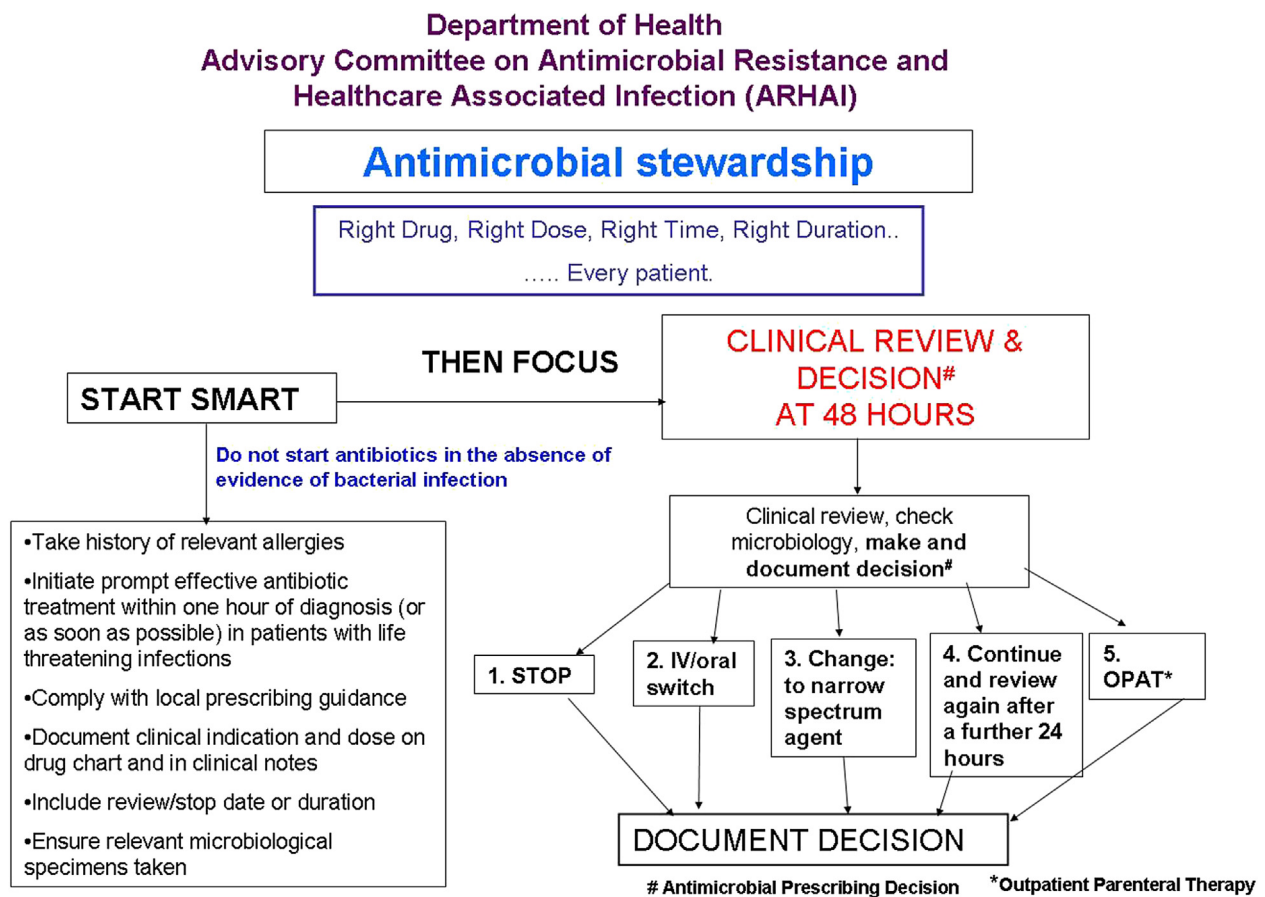 Department of Health
Advisory Committee on Antimicrobial Resistance and
Healthcare Associated Infection (ARHAI)
Antimicrobial stewardship
Right Drug, Right Dose, Right Time, Right Duration..
..... Every patient.
START SMART
THEN FOCUS
CLINICAL REVIEW &
DECISION#
AT 48 HOURS
Do not start antibiotics in the absence of
evidence of bacterial infection
•Take history of relevant allergies
•Initiate prompt effective antibiotic
treatment within one hour of diagnosis (or
as soon as possible) in patients with life
threatening infections
•Comply with local prescribing guidance
•Document clinical indication and dose on
drug chart and in clinical notes
•Include review/stop date or duration
•Ensure relevant microbiological
specimens taken
Clinical review, check
microbiology, make and
document decision#
1. STOP
2. IV/oral
switch
3. Change:
to narrow
spectrum
agent
4. Continue
and review
again after
a further 24
hours
5.
OPAT*
DOCUMENT DECISION
# Antimicrobial Prescribing Decision
*Outpatient Parenteral Therapy